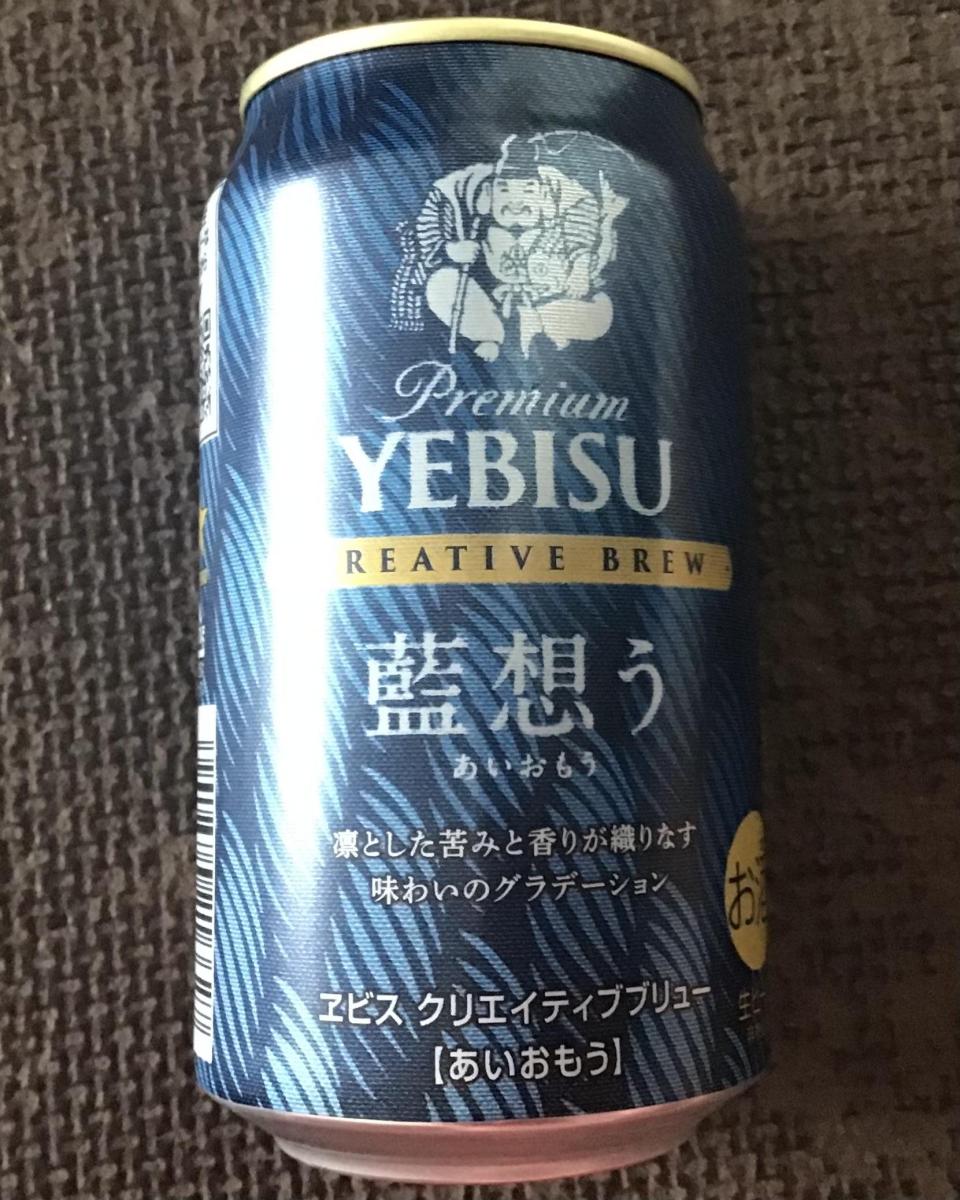 Premium
YEBISU
REATIVE BREW
藍想う
あいおもう
凛とした苦みと香りが織りなす
味わいのグラデーション
ヱビス クリエイティブブリュー
【あいおもう】